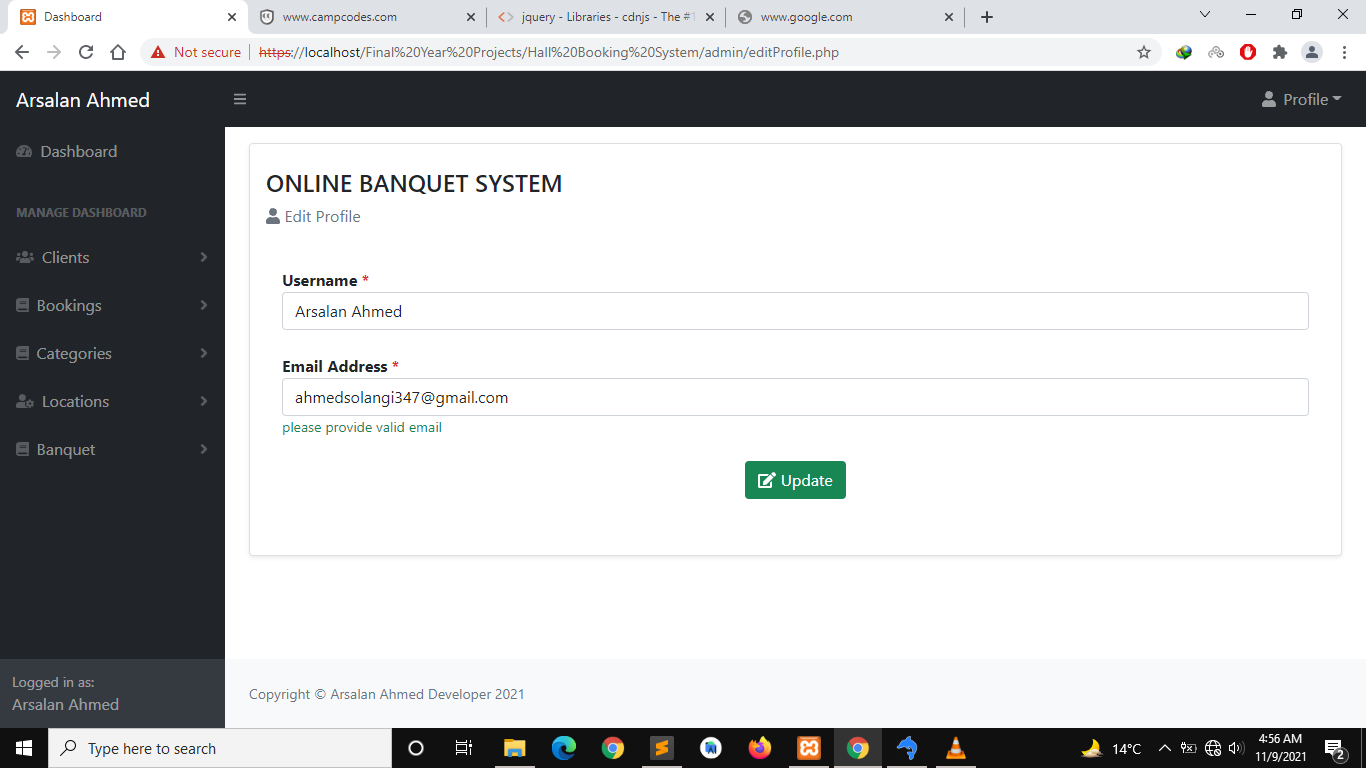 Dashboard
www.campcodes.com
jquery - Libraries - cdnjs - The #1
www.google.com
Not secure
https://localhost/Final%20Year%20Projects/Hall%20Booking%20System/admin/editProfile.php
Arsalan Ahmed
Profile
Dashboard
MANAGE DASHBOARD
Clients
Bookings
Categories
Locations
Banquet
ONLINE BANQUET SYSTEM
Edit Profile
Username *
Arsalan Ahmed
Email Address *
ahmedsolangi347@gmail.com
please provide valid email
Update
Logged in as:
Arsalan Ahmed
Copyright © Arsalan Ahmed Developer 2021
Type here to search
14°C
4:56 AM
11/9/2021
2